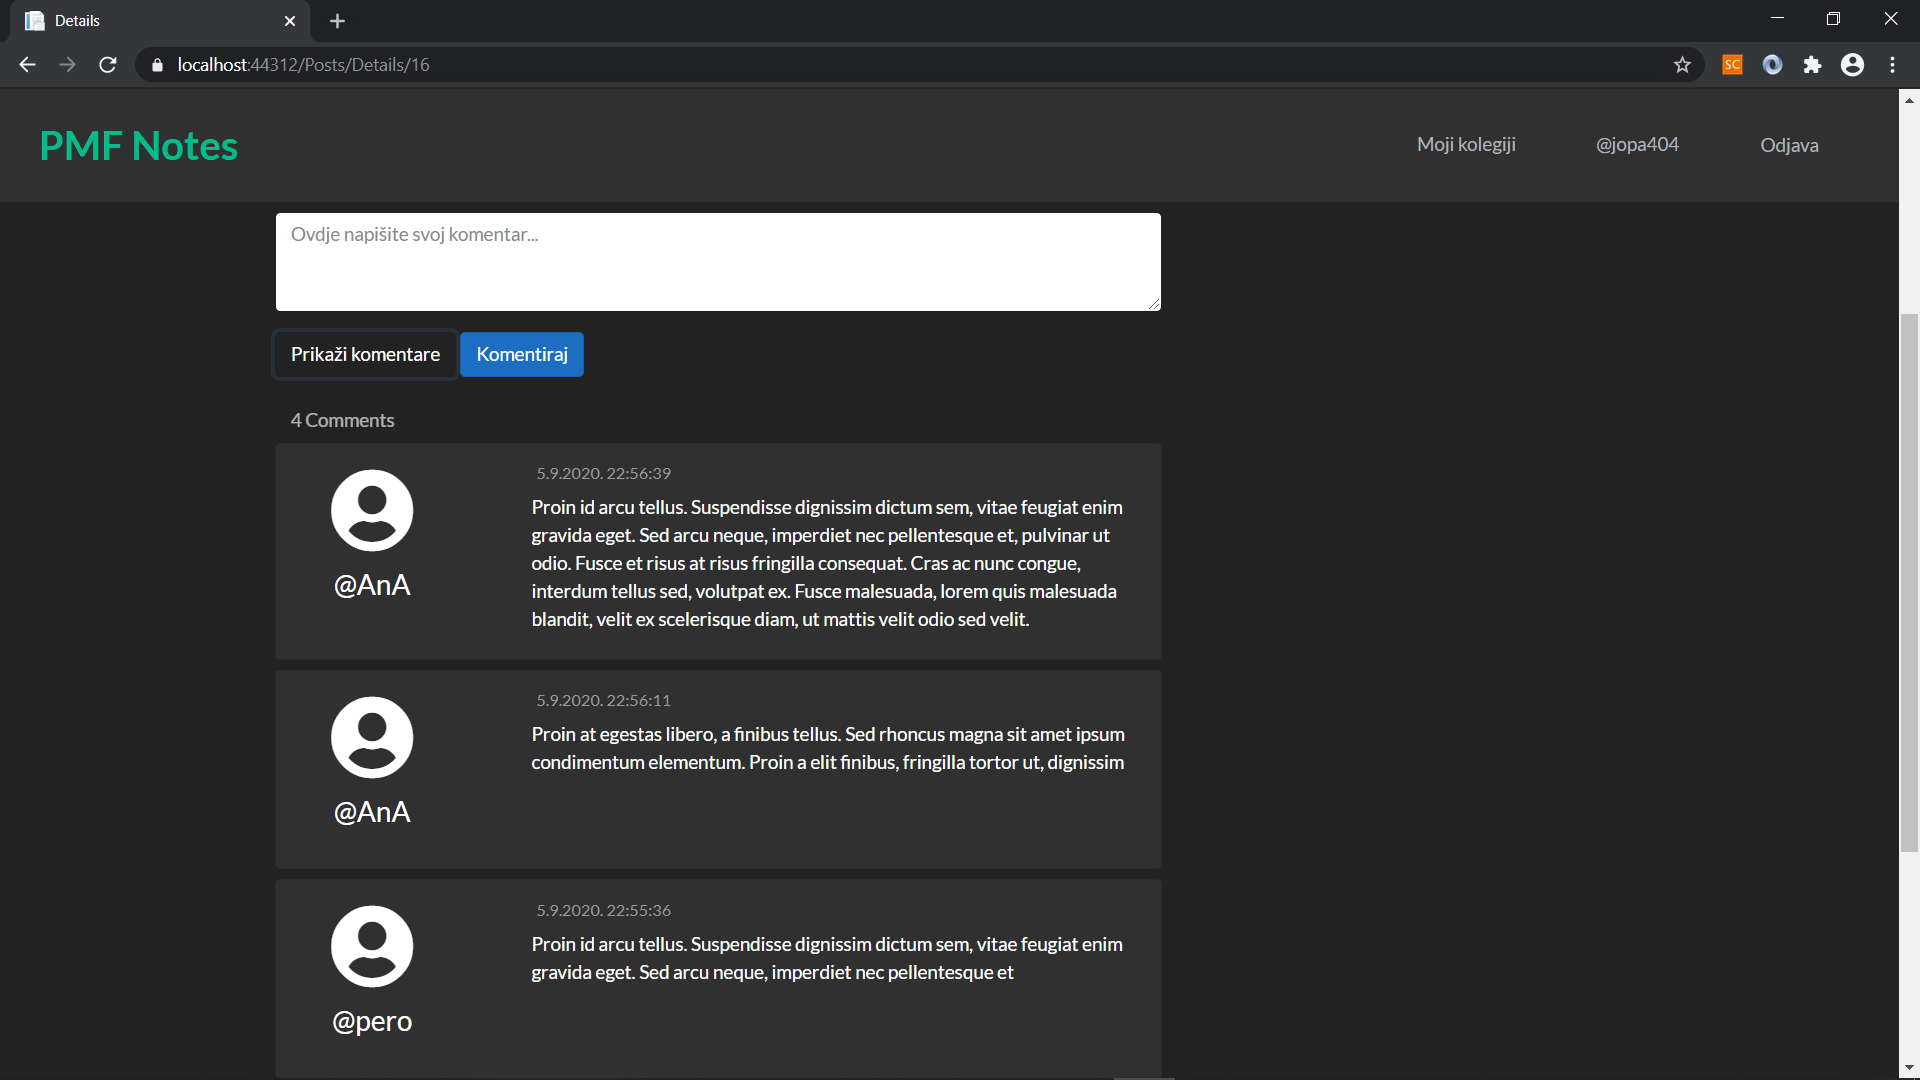 Details
localhost:44312/Posts/Details/16
SC
PMF Notes
Moji kolegiji
@jopa404
Odjava
Ovdje napišite svoj komentar...
Prikaži komentare
Komentiraj
4 Comments
5.9.2020. 22:56:39
Proin id arcu tellus. Suspendisse dignissim dictum sem, vitae feugiat enim
gravida eget. Sed arcu neque, imperdiet nec pellentesque et, pulvinar ut
odio. Fusce et risus at risus fringilla consequat. Cras ac nunc congue,
interdum tellus sed, volutpat ex. Fusce malesuada, lorem quis malesuada
blandit, velit ex scelerisque diam, ut mattis velit odio sed velit.
@AnA
5.9.2020. 22:56:11
Proin at egestas libero, a finibus tellus. Sed rhoncus magna sit amet ipsum
condimentum elementum. Proin a elit finibus, fringilla tortor ut, dignissim
@AnA
5.9.2020. 22:55:36
Proin id arcu tellus. Suspendisse dignissim dictum sem, vitae feugiat enim
gravida eget. Sed arcu neque, imperdiet nec pellentesque et
@pero